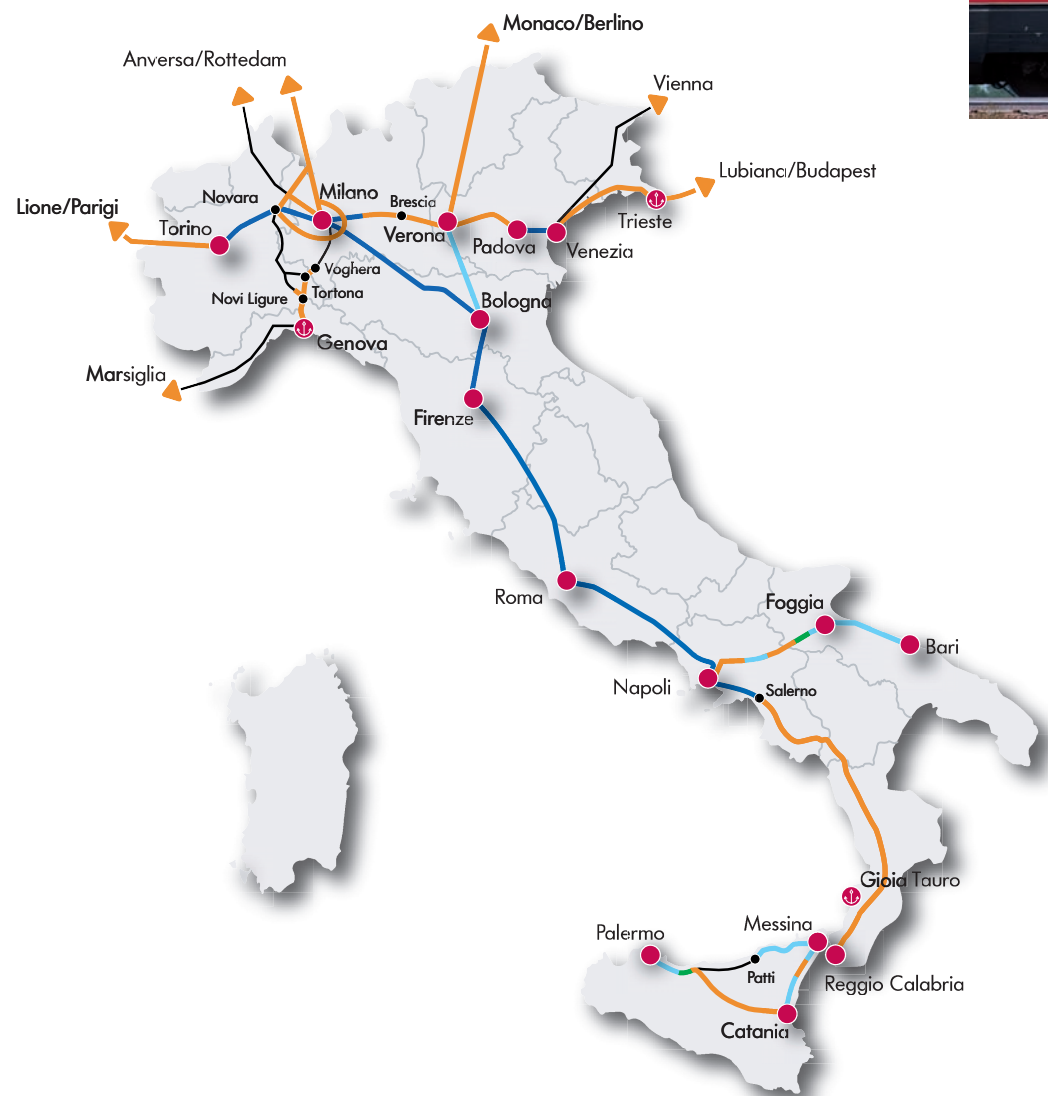 Monaco/Berlino
Anversa/Rottedam
Vienna
Lubiana/Budapest
Novara
Milano
Brescia
Lione/Parigi
Torino
Verona
Padova
Venezia
Trieste
Voghera
Tortona
Novi Ligure
Bologna
Genova
Marsiglia
Firenze
Roma
Foggia
Bari
Napoli
Salerno
Gioia Tauro
Messina
Palermo
Patti
Reggio Calabria
Catania